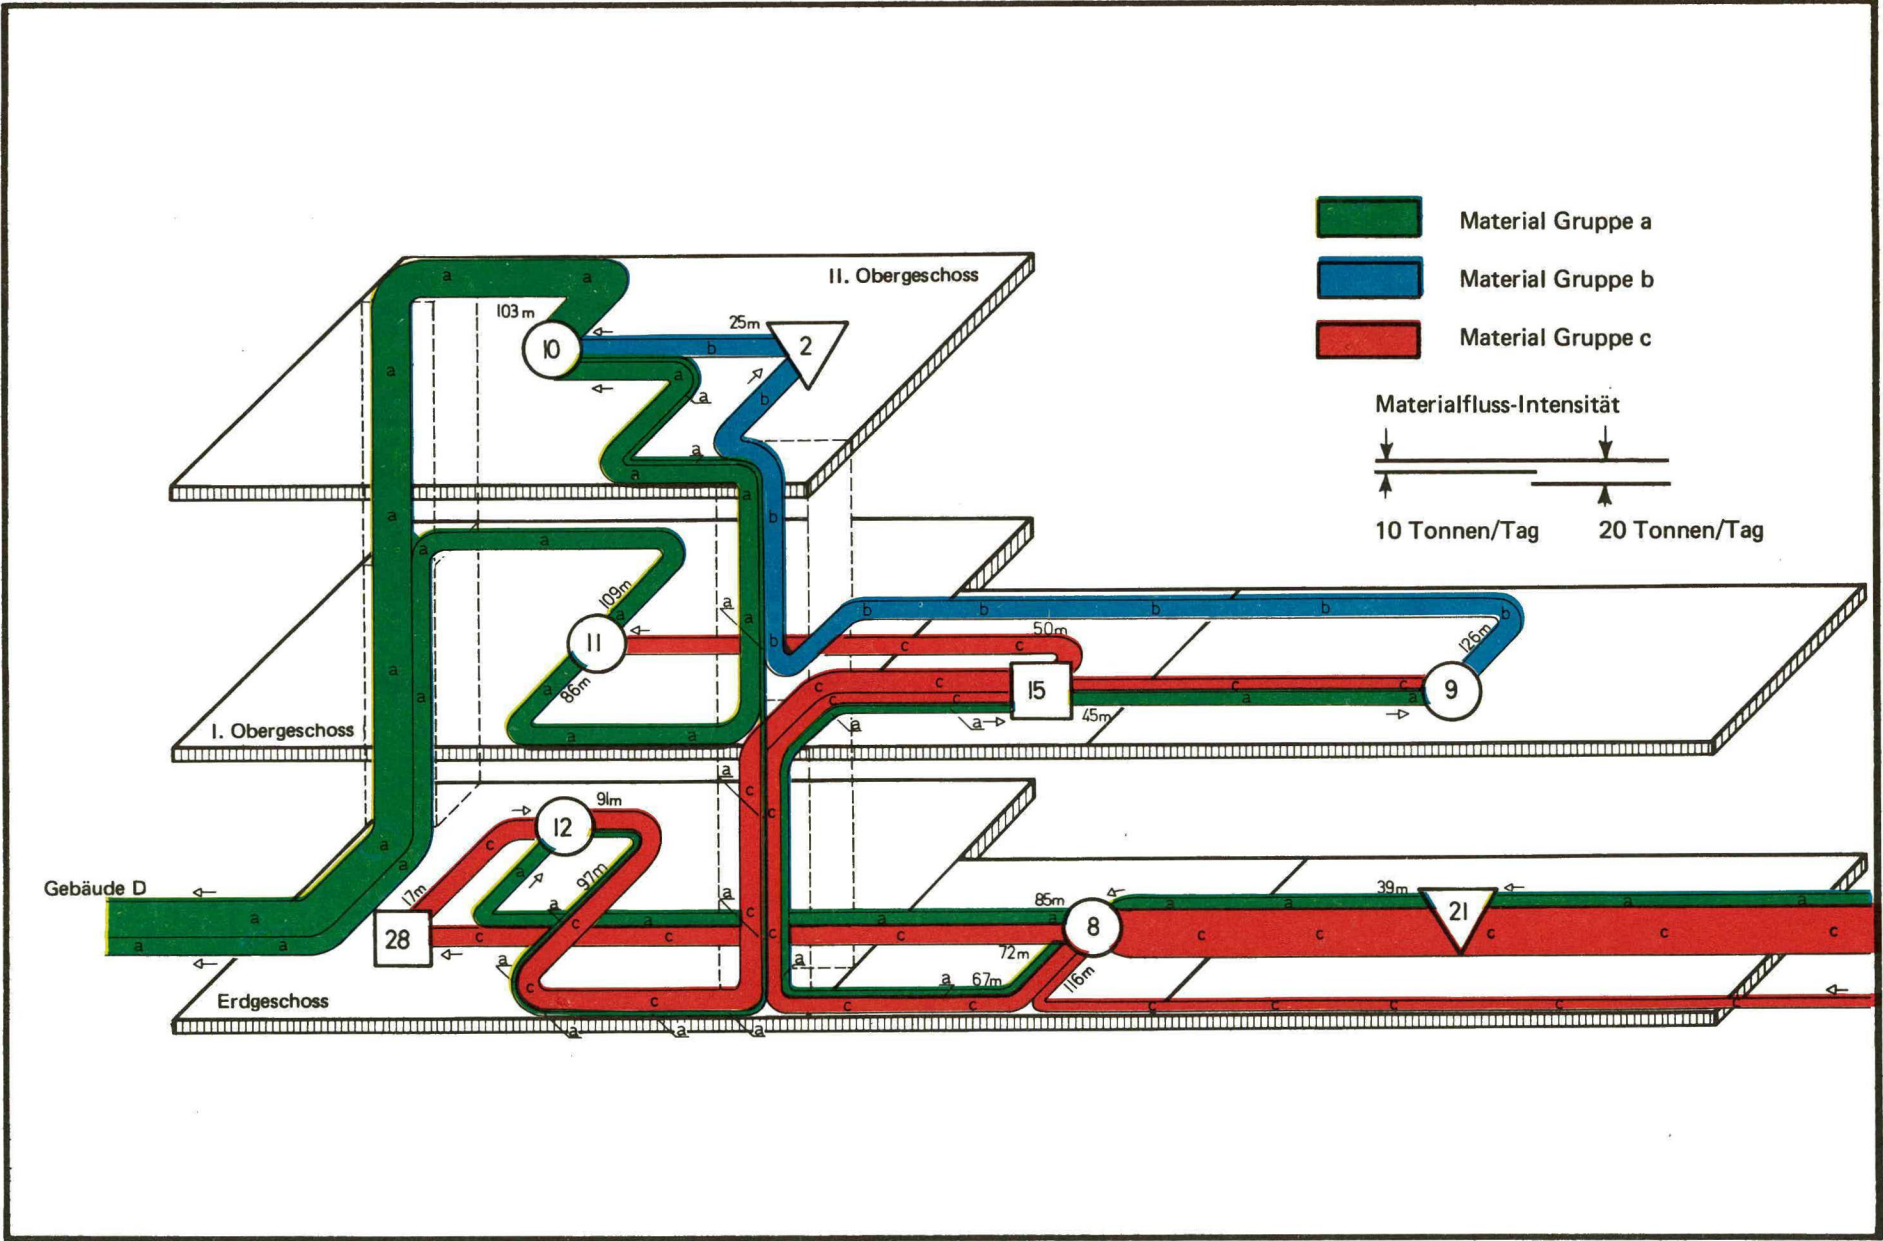 II. Obergeschoss
Material Gruppe a
Material Gruppe b
Material Gruppe c
Materialfluss-Intensität
10 Tonnen/Tag
20 Tonnen/Tag
a
a
103 m
25m
10
b
2
a
a
a
b
a
a
a
a
b
a
a
a
109m
a
a
a
b
b
b
b
b
b
11
50m
c
c
126m
a
86m
a
a
c
c
15
c
c
9
c
c
a
a
a
45m
a
I. Obergeschoss
a
a
a
c
c
91m
12
c
a
a
97m
17m
a
Gebäude D
a
a
a
28
c
a
a
c
c
c
a
a
c
c
85m
a
8
39m
21
a
a
a
a
c
c
c
c
c
72m
67m
116m
a
a
a
c
c
c
c
c
c
c
c
c
Erdgeschoss
a
a
a